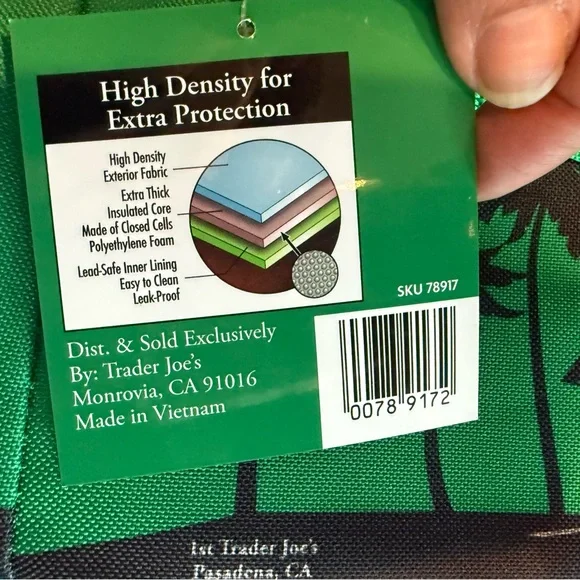 High Density for
Extra Protection
High Density
Exterior Fabric
Extra Thick
Insulated Core
Made of Closed Cells
Polyethylene Foam
Lead-Safe Inner Lining
Easy to Clean
Leak-Proof
SKU 78917
Dist. & Sold Exclusively
By: Trader Joe's
Monrovia, CA 91016
Made in Vietnam
0078 9172
1st Trader Joe's
Pasadena, CA